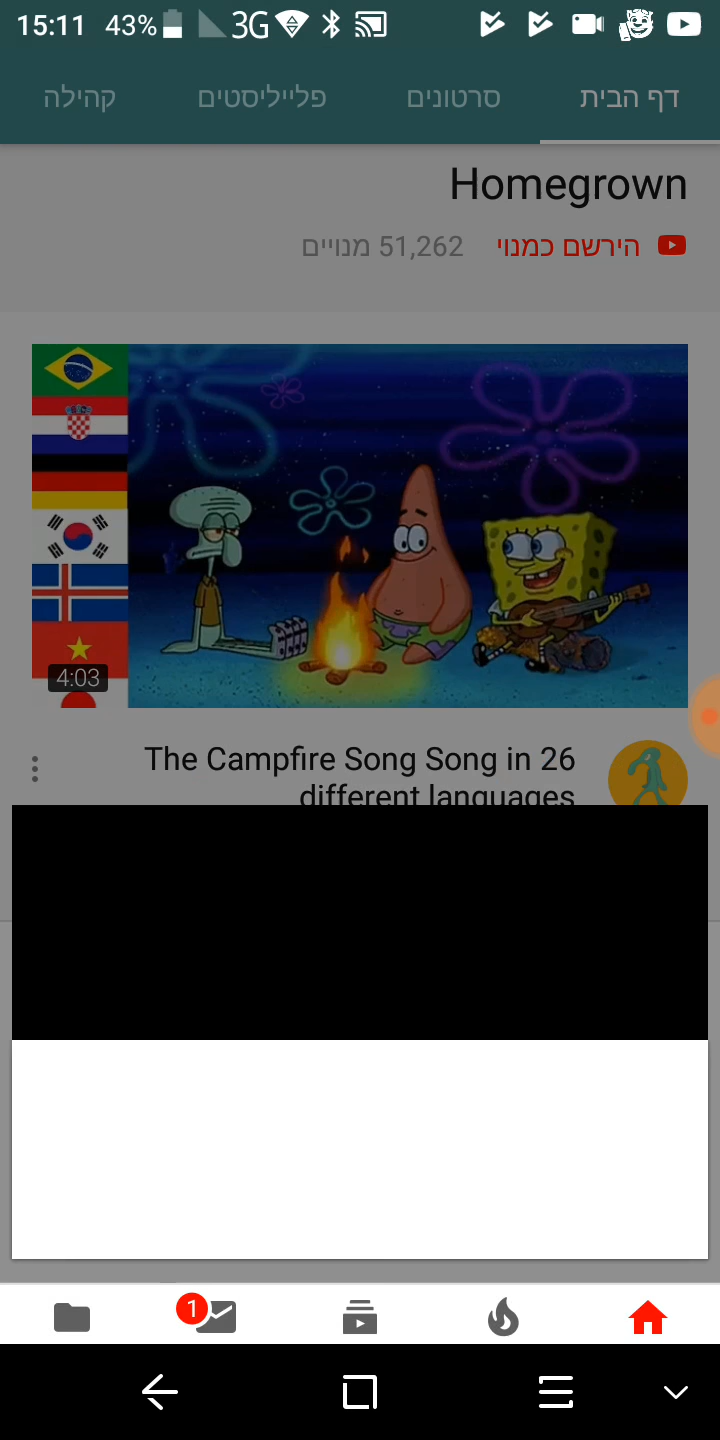 15:11 43% 3G
דף הבית סרטונים פלייליסטים קהילה
Homegrown
הירשם כמנוי 51,262 מנויים
4:03
The Campfire Song Song in 26
different languages
1